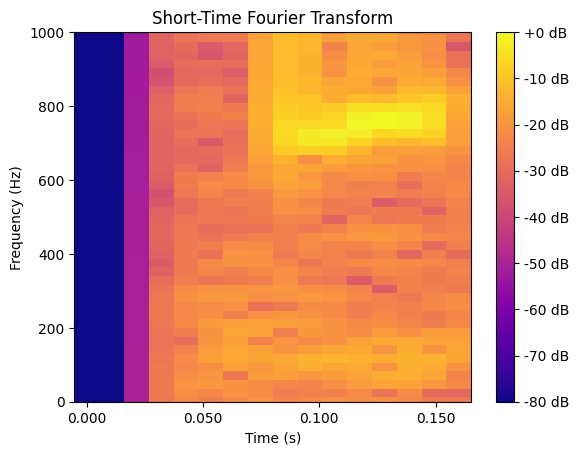 Short-Time Fourier Transform
1000
800
600
400
200
0
Frequency (Hz)
0.000
0.050
0.100
0.150
Time (s)
+0 dB
-10 dB
-20 dB
-30 dB
-40 dB
-50 dB
-60 dB
-70 dB
-80 dB